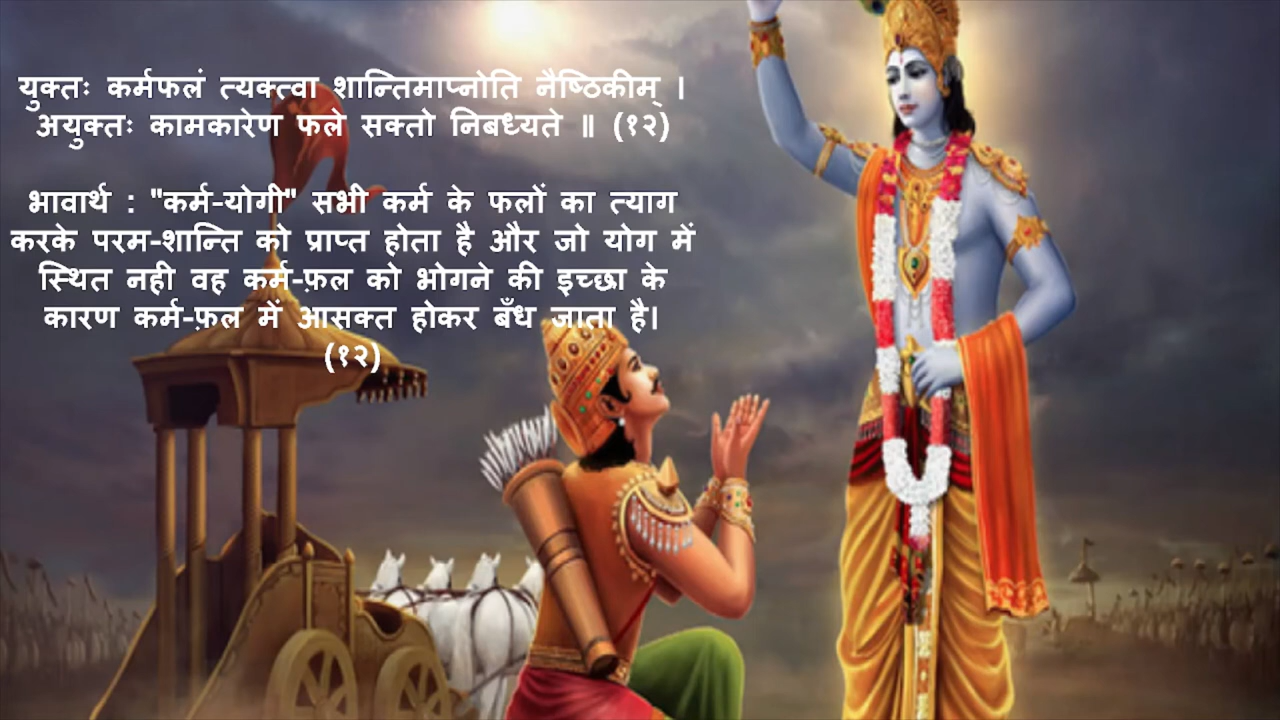 युक्तः कर्मफलं त्यक्त्वा शान्तिमाप्नोति नैष्ठिकीम् ।
अयुक्तः कामकारेण फले सक्तो निबध्यते ॥ (१२)
भावार्थ : "कर्म-योगी" सभी कर्म के फलों का त्याग
करके परम-शान्ति को प्राप्त होता है और जो योग में
स्थित नही वह कर्म-फ़ल को भोगने की इच्छा के
कारण कर्म-फ़ल में आसक्त होकर बँध जाता है।
(१२)